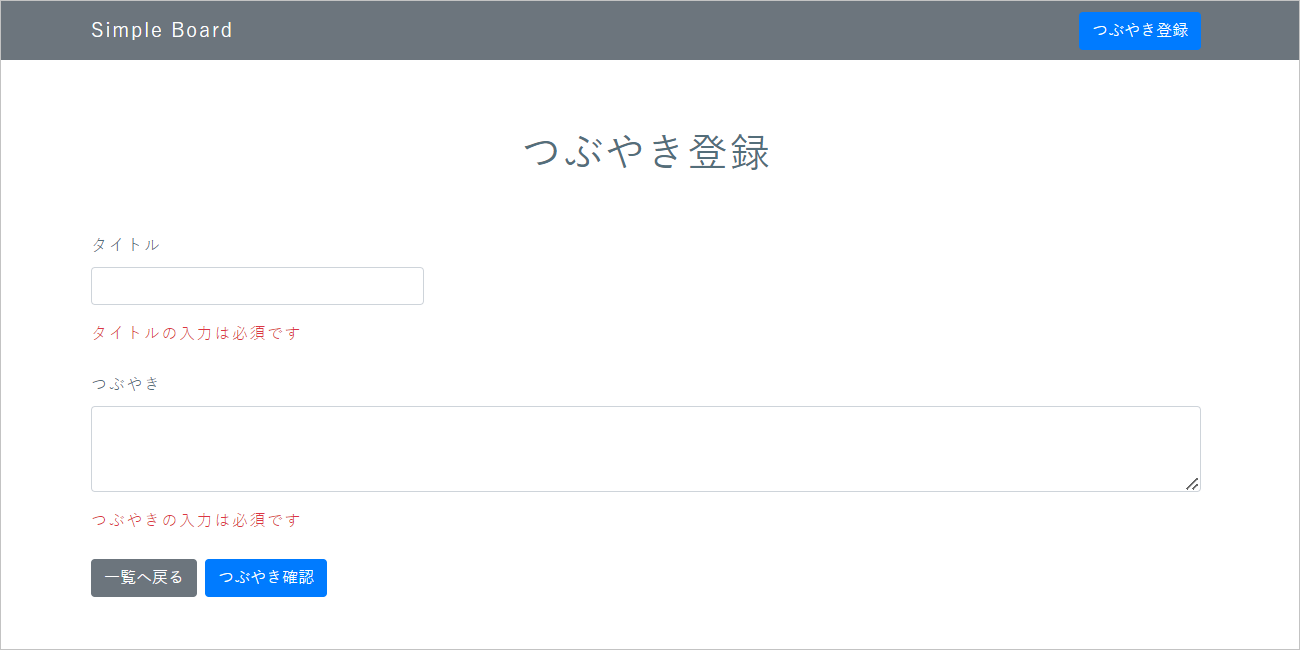 Simple Board
つぶやき登録
つぶやき登録
タイトル
タイトルの入力は必須です
つぶやき
つぶやきの入力は必須です
一覧へ戻る
つぶやき確認